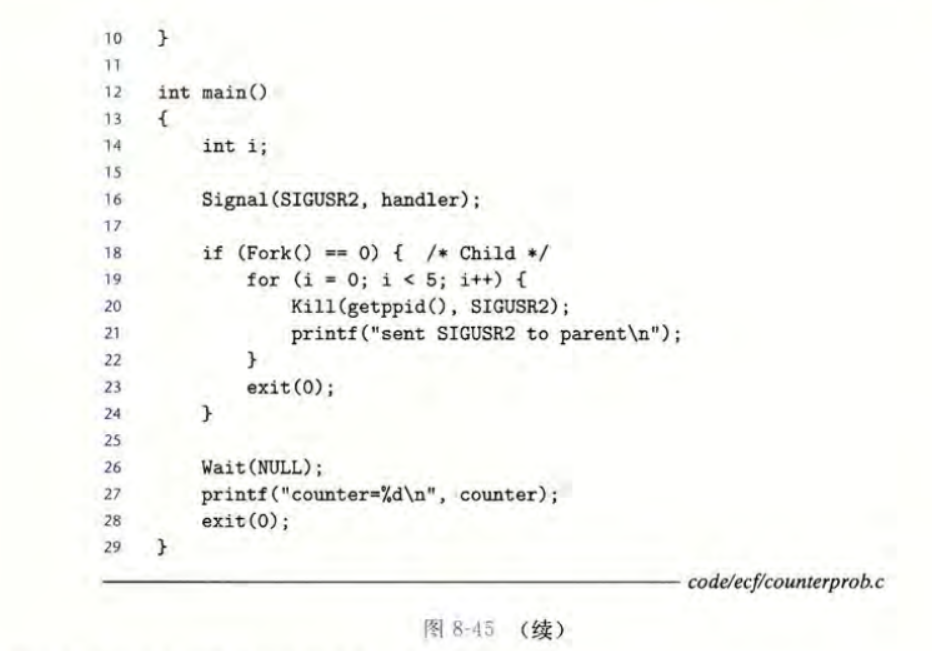 10    }
11
12    int main()
13    {
14        int i;
15
16        Signal(SIGUSR2, handler);
17
18        if (Fork() == 0) {  /* Child */
19            for (i = 0; i < 5; i++) {
20                Kill(getppid(), SIGUSR2);
21                printf("sent SIGUSR2 to parent\n");
22            }
23            exit(0);
24        }
25
26        Wait(NULL);
27        printf("counter=%d\n", counter);
28        exit(0);
29    }
code/ecf/counterprob.c
图 8-45 (续)